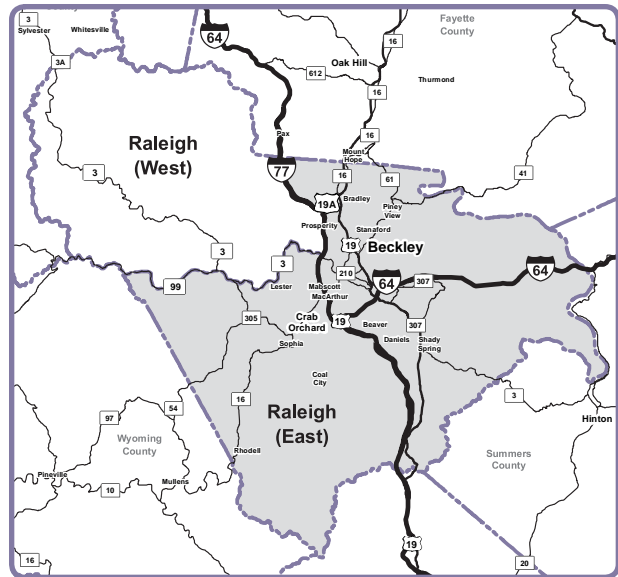 3
Sylvester
Whitesville
64
16
Fayette
County
3A
612
Oak Hill
Thurmond
16
Pax
16
Raleigh
(West)
Mount
Hope
77
3
16
61
41
19A
Bradley
Piney
View
Prosperity
Stanaford
19
Beckley
3
3
210
64
307
64
99
Lester
Mabscott
MacArthur
305
Crab
Orchard
19
Beaver
307
Sophia
Daniels
Shady
Spring
Coal
City
16
3
54
97
Raleigh
(East)
Hinton
Wyoming
County
Rhodell
Summers
County
Pineville
Mullens
10
19
16
20